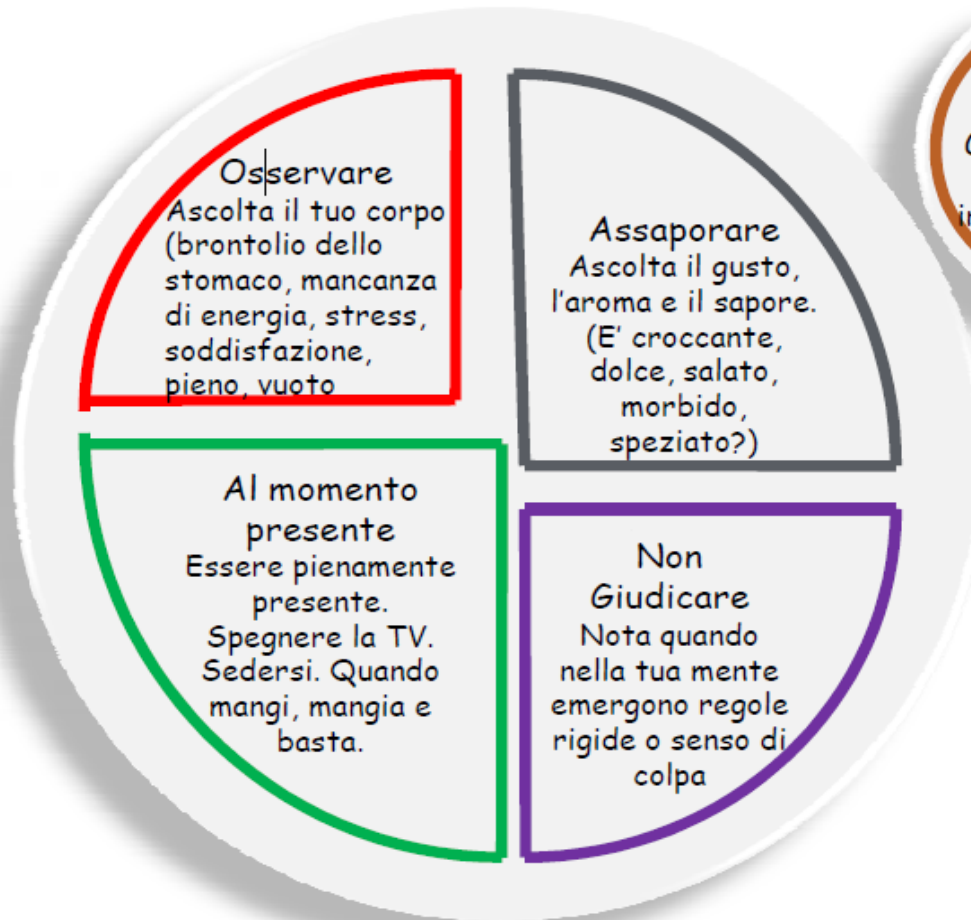 Osservare
Ascolta il tuo corpo
(brontolio dello
stomaco, mancanza
di energia, stress,
soddisfazione,
pieno, vuoto
Assaporare
Ascolta il gusto,
l'aroma e il sapore.
(E' croccante,
dolce, salato,
morbido,
speziato?)
Al momento
presente
Essere pienamente
presente.
Spegnere la TV.
Sedersi. Quando
mangi, mangia e
basta.
Non
Giudicare
Nota quando
nella tua mente
emergono regole
rigide o senso di
colpa